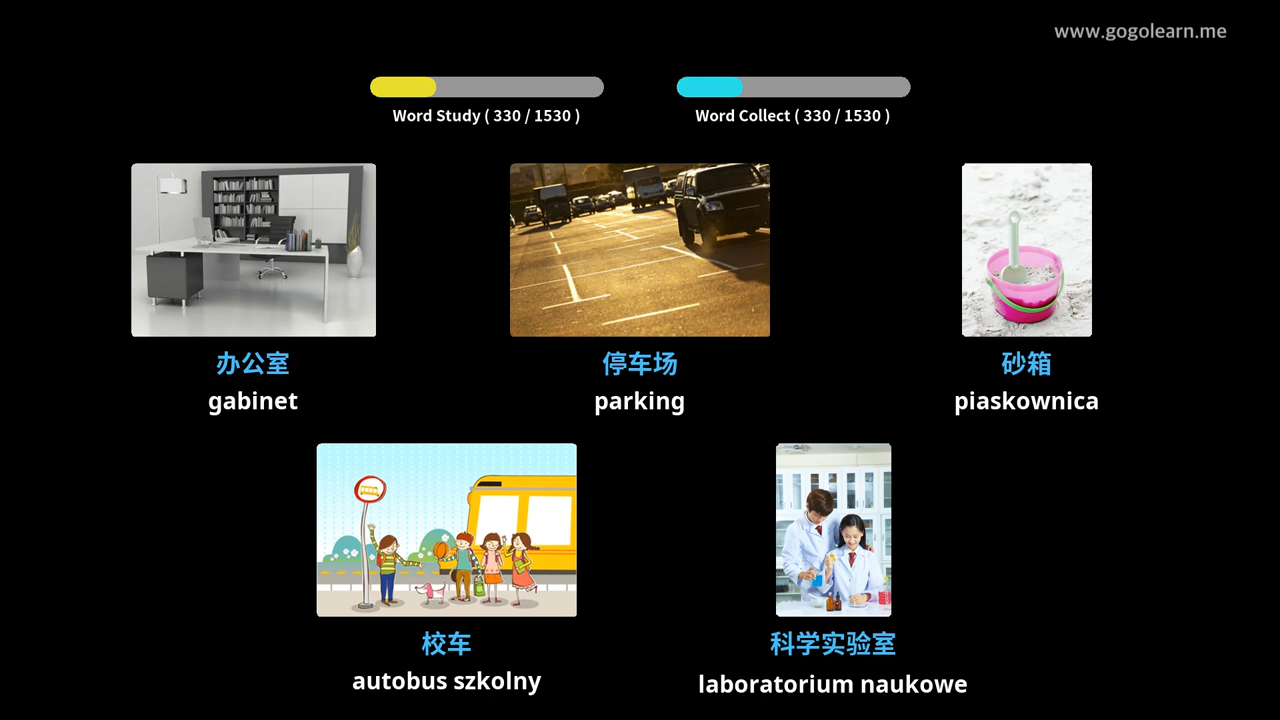 www.gogolearn.me
Word Study ( 330 / 1530 )
Word Collect ( 330 / 1530 )
办公室
gabinet
停车场
parking
砂箱
piaskownica
校车
autobus szkolny
科学实验室
laboratorium naukowe